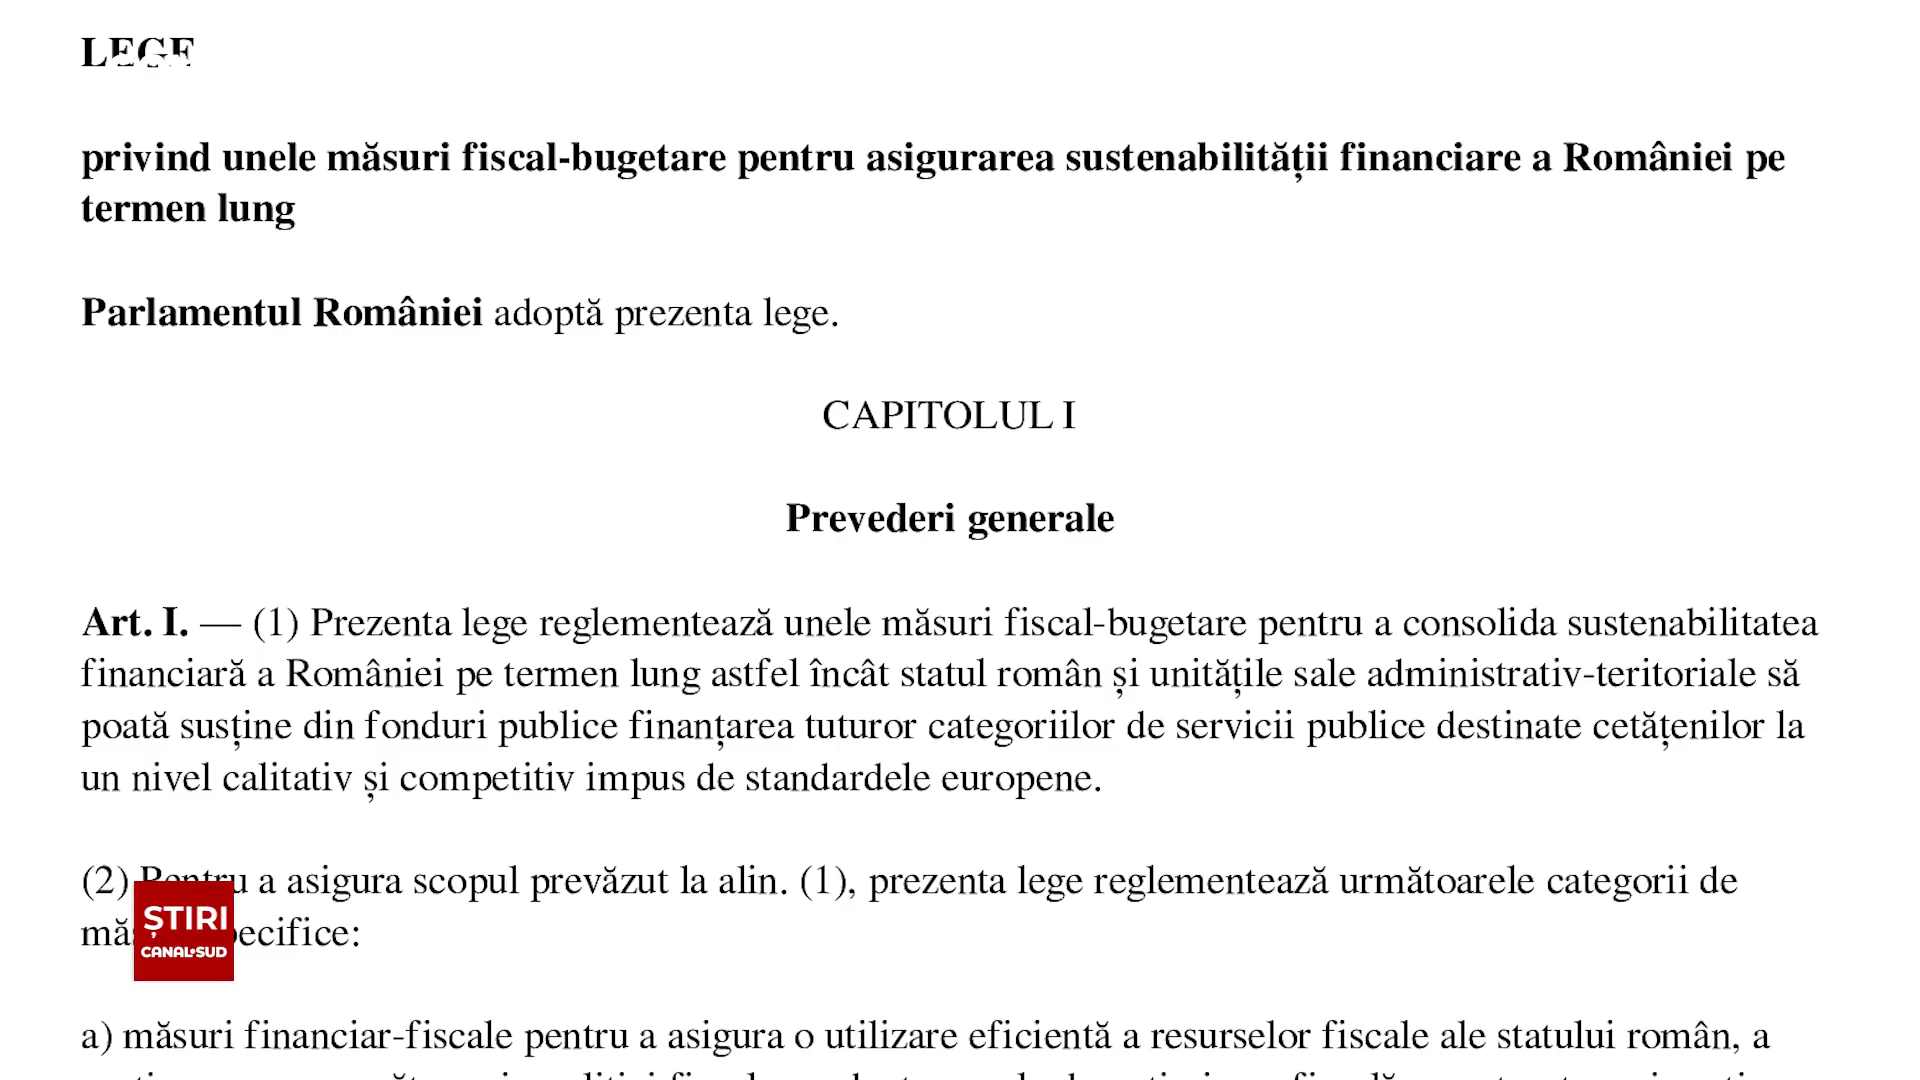 LEGE
privind unele măsuri fiscal-bugetare pentru asigurarea sustenabilității financiare a României pe
termen lung
Parlamentul României adoptă prezenta lege.
CAPITOLUL I
Prevederi generale
Art. I. — (1) Prezenta lege reglementează unele măsuri fiscal-bugetare pentru a consolida sustenabilitatea
financiară a României pe termen lung astfel încât statul român și unitățile sale administrativ-teritoriale să
poată susține din fonduri publice finanțarea tuturor categoriilor de servicii publice destinate cetățenilor la
un nivel calitativ și competitiv impus de standardele europene.
(2) Pentru a asigura scopul prevăzut la alin. (1), prezenta lege reglementează următoarele categorii de
ȘTIRI
CANAL SUD
a) măsuri financiar-fiscale pentru a asigura o utilizare eficientă a resurselor fiscale ale statului român, a